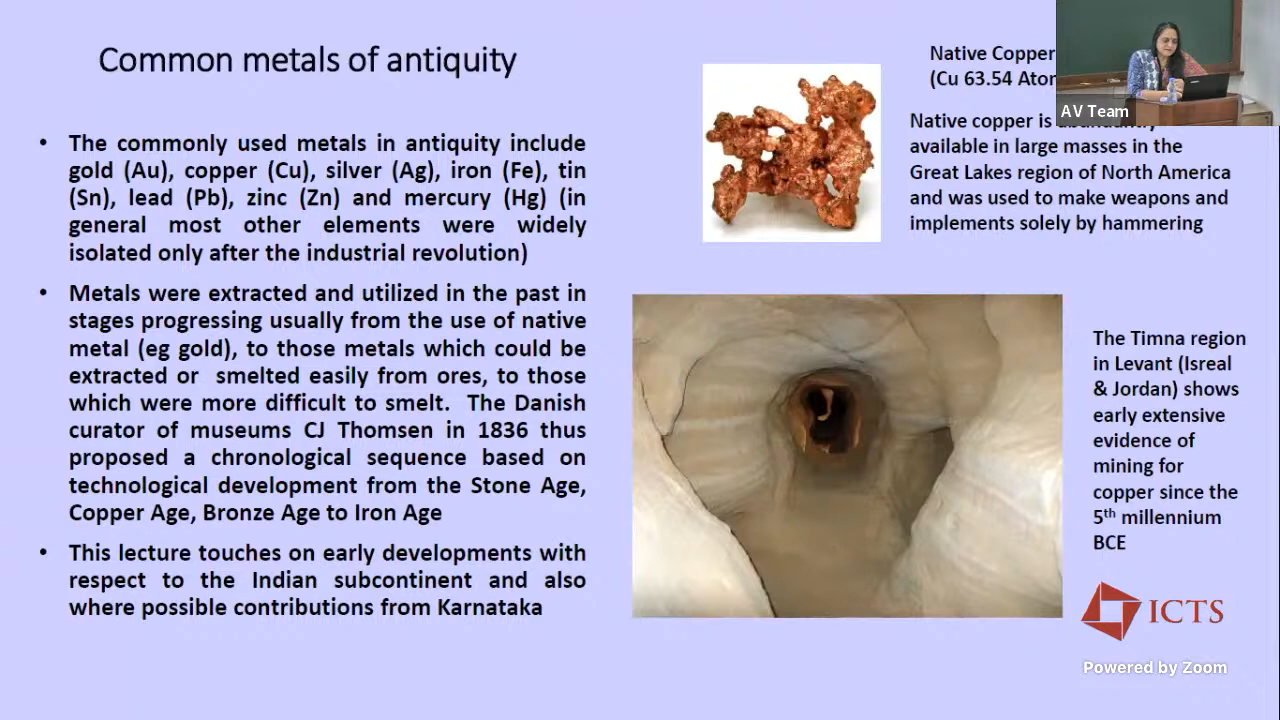 Common metals of antiquity
• The commonly used metals in antiquity include
gold (Au), copper (Cu), silver (Ag), iron (Fe), tin
(Sn), lead (Pb), zinc (Zn) and mercury (Hg) (in
general most other elements were widely
isolated only after the industrial revolution)
• Metals were extracted and utilized in the past in
stages progressing usually from the use of native
metal (eg gold), to those metals which could be
extracted or smelted easily from ores, to those
which were more difficult to smelt. The Danish
curator of museums CJ Thomsen in 1836 thus
proposed a chronological sequence based on
technological development from the Stone Age,
Copper Age, Bronze Age to Iron Age
• This lecture touches on early developments with
respect to the Indian subcontinent and also
where possible contributions from Karnataka
Native Copper
(Cu 63.54
Native copper is
available in large masses in the
Great Lakes region of North America
and was used to make weapons and
implements solely by hammering
The Timna region
in Levant (Isreal
& Jordan) shows
early extensive
evidence of
mining for
copper since the
5th millennium
BCE
AV Team
ICTS
Powered by Zoom